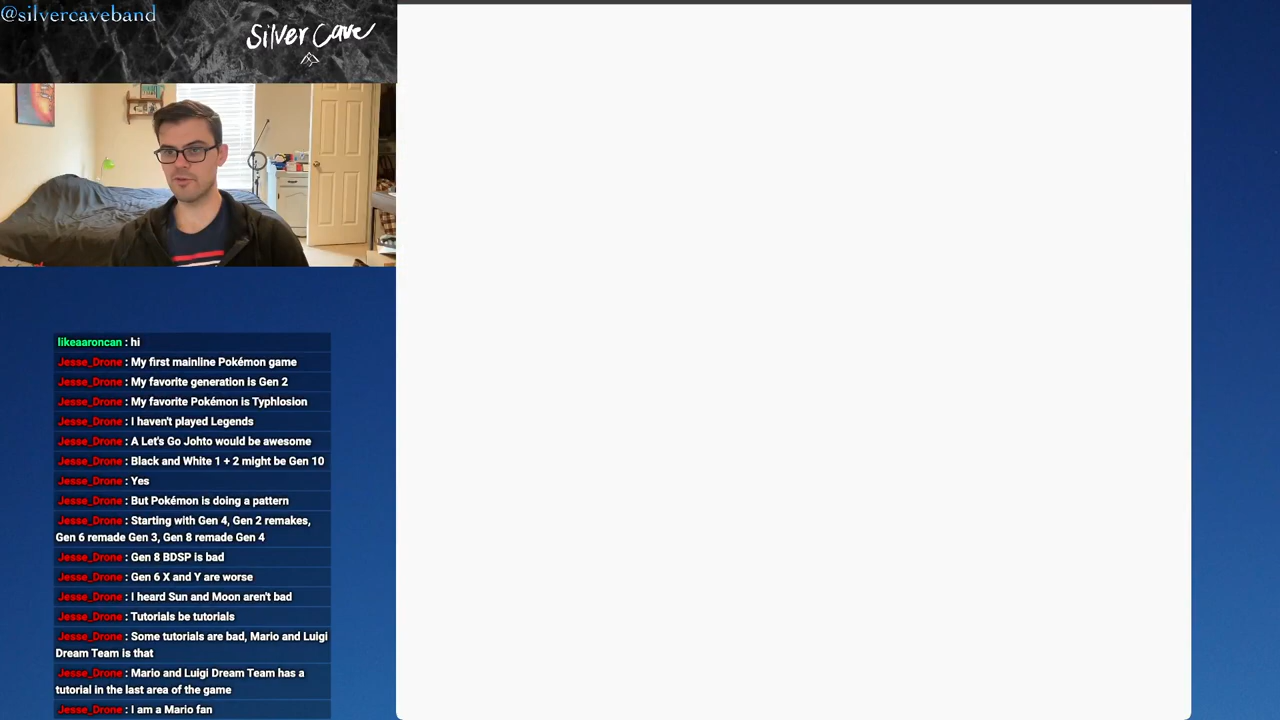 @silvercaveband
Silver Cave
likeaaroncan : hi
Jesse_Drone : My first mainline Pokémon game
Jesse_Drone : My favorite generation is Gen 2
Jesse_Drone : My favorite Pokémon is Typhlosion
Jesse_Drone : I haven't played Legends
Jesse_Drone : A Let's Go Johto would be awesome
Jesse_Drone : Black and White 1 + 2 might be Gen 10
Jesse_Drone : Yes
Jesse_Drone : But Pokémon is doing a pattern
Jesse_Drone : Starting with Gen 4, Gen 2 remakes,
Gen 6 remade Gen 3, Gen 8 remade Gen 4
Jesse_Drone : Gen 8 BDSP is bad
Jesse_Drone : Gen 6 X and Y are worse
Jesse_Drone : I heard Sun and Moon aren't bad
Jesse_Drone : Tutorials be tutorials
Jesse_Drone : Some tutorials are bad, Mario and Luigi
Dream Team is that
Jesse_Drone : Mario and Luigi Dream Team has a
tutorial in the last area of the game
Jesse_Drone : I am a Mario fan